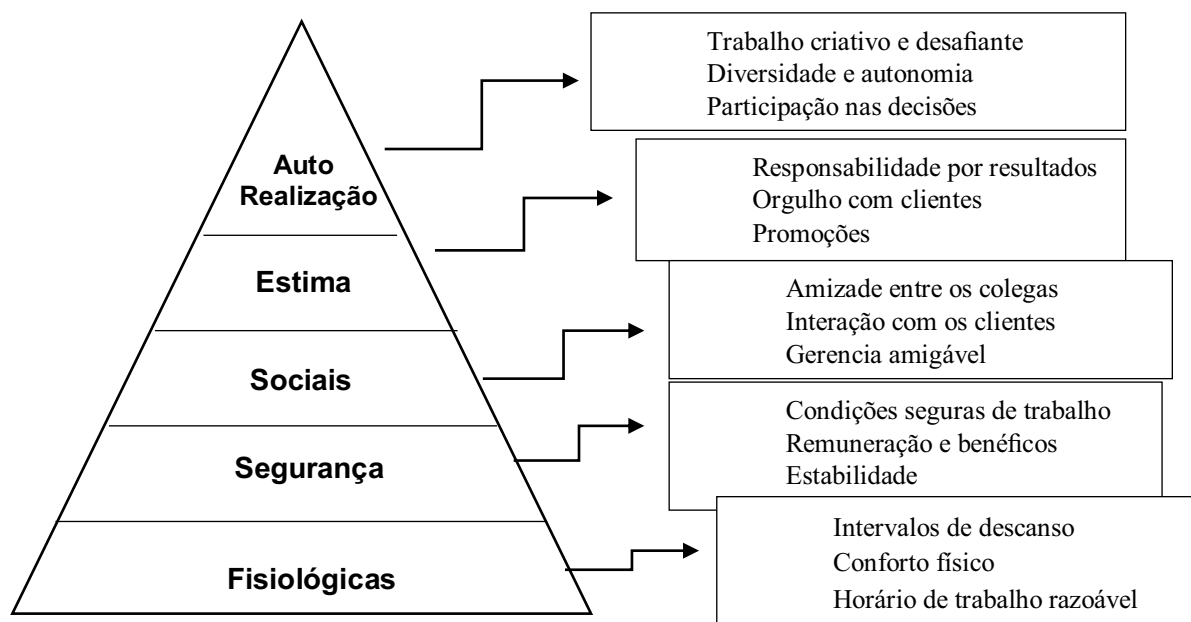 Trabalho criativo e desafiante
Diversidade e autonomia
Participação nas decisões
Auto
Realização
Responsabilidade por resultados
Orgulho com clientes
Promoções
Estima
Amizade entre os colegas
Interação com os clientes
Gerencia amigável
Sociais
Condições seguras de trabalho
Remuneração e benéficos
Estabilidade
Segurança
Intervalos de descanso
Conforto físico
Horário de trabalho razoável
Fisiológicas